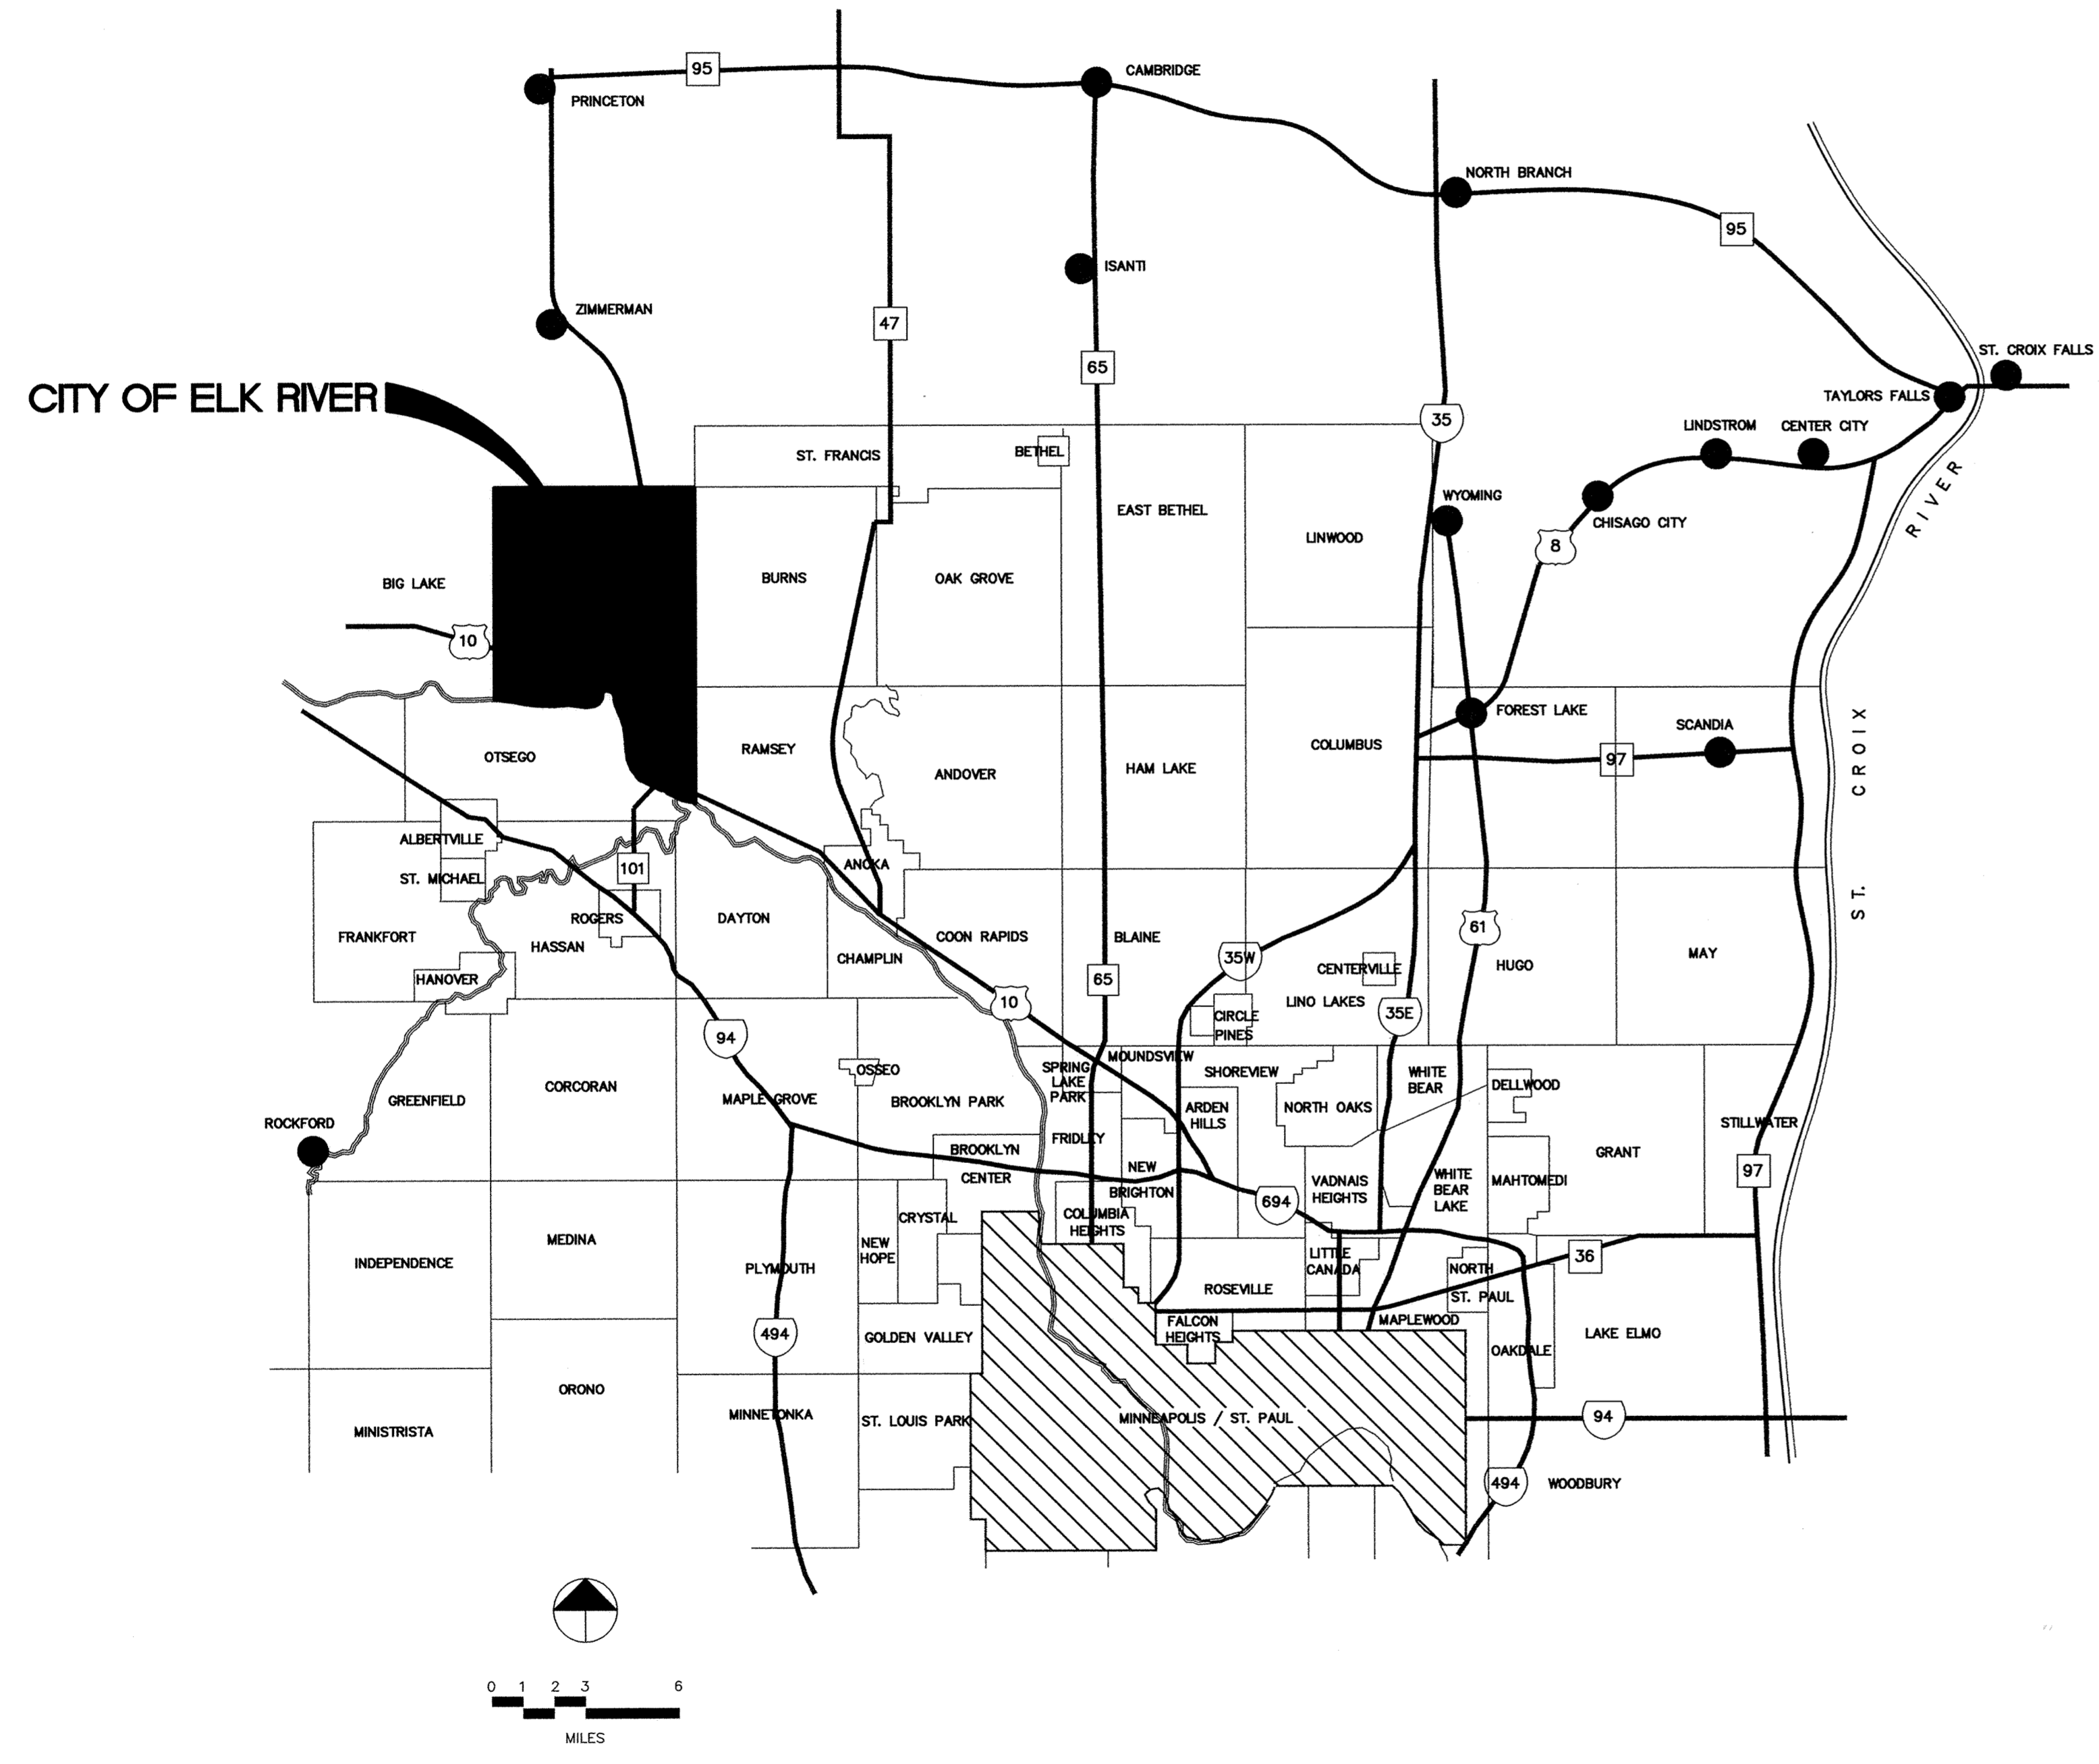 95
CAMBRIDGE
PRINCETON
NORTH BRANCH
95
ISANTI
ZIMMERMAN
47
ST. CROIX FALLS
65
CITY OF ELK RIVER
TAYLORS FALLS
35
LINDSTROM
CENTER CITY
ST. FRANCIS
BETHEL
RIVER
WYOMING
EAST BETHEL
CHISAGO CITY
LINWOOD
8
BIG LAKE
BURNS
OAK GROVE
10
FOREST LAKE
SCANDIA
CROIX
OTSEGO
RAMSEY
COLUMBUS
97
ANDOVER
HAM LAKE
ALBERTVILLE
101
ANOKA
ST. MICHAEL
ST.
ROGERS
DAYTON
61
FRANKFORT
HASSAN
COON RAPIDS
BLAINE
MAY
CHAMPLIN
35W
CENTERVILLE
HUGO
HANOVER
65
10
LINO LAKES
CIRCLE
PINES
35E
94
MOUNDSVIEW
OSSEO
SPRING
LAKE
PARK
SHOREVIEW
WHITE
BEAR
DELLWOOD
CORCORAN
GREENFIELD
MAPLE GROVE
BROOKLYN PARK
ARDEN
HILLS
NORTH OAKS
ROCKFORD
STILLWATER
FRIDLEY
BROOKLYN
CENTER
GRANT
NEW
BRIGHTON
97
VADNAIS
HEIGHTS
WHITE
BEAR
LAKE
MAHTOMEDI
694
CRYSTAL
COLUMBIA
HEIGHTS
MEDINA
NEW
HOPE
INDEPENDENCE
PLYMOUTH
LITTLE
CANADA
36
NORTH
ST. PAUL
ROSEVILLE
FALCON
HEIGHTS
MAPLEWOOD
494
GOLDEN VALLEY
LAKE ELMO
OAKDALE
ORONO
MINNETONKA
ST. LOUIS PARK
MINNEAPOLIS / ST. PAUL
94
MINISTRISTA
494
WOODBURY
0 1 2 3 6
MILES